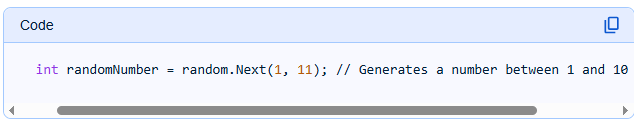 Code
int randomNumber = random.Next(1, 11); // Generates a number between 1 and 10